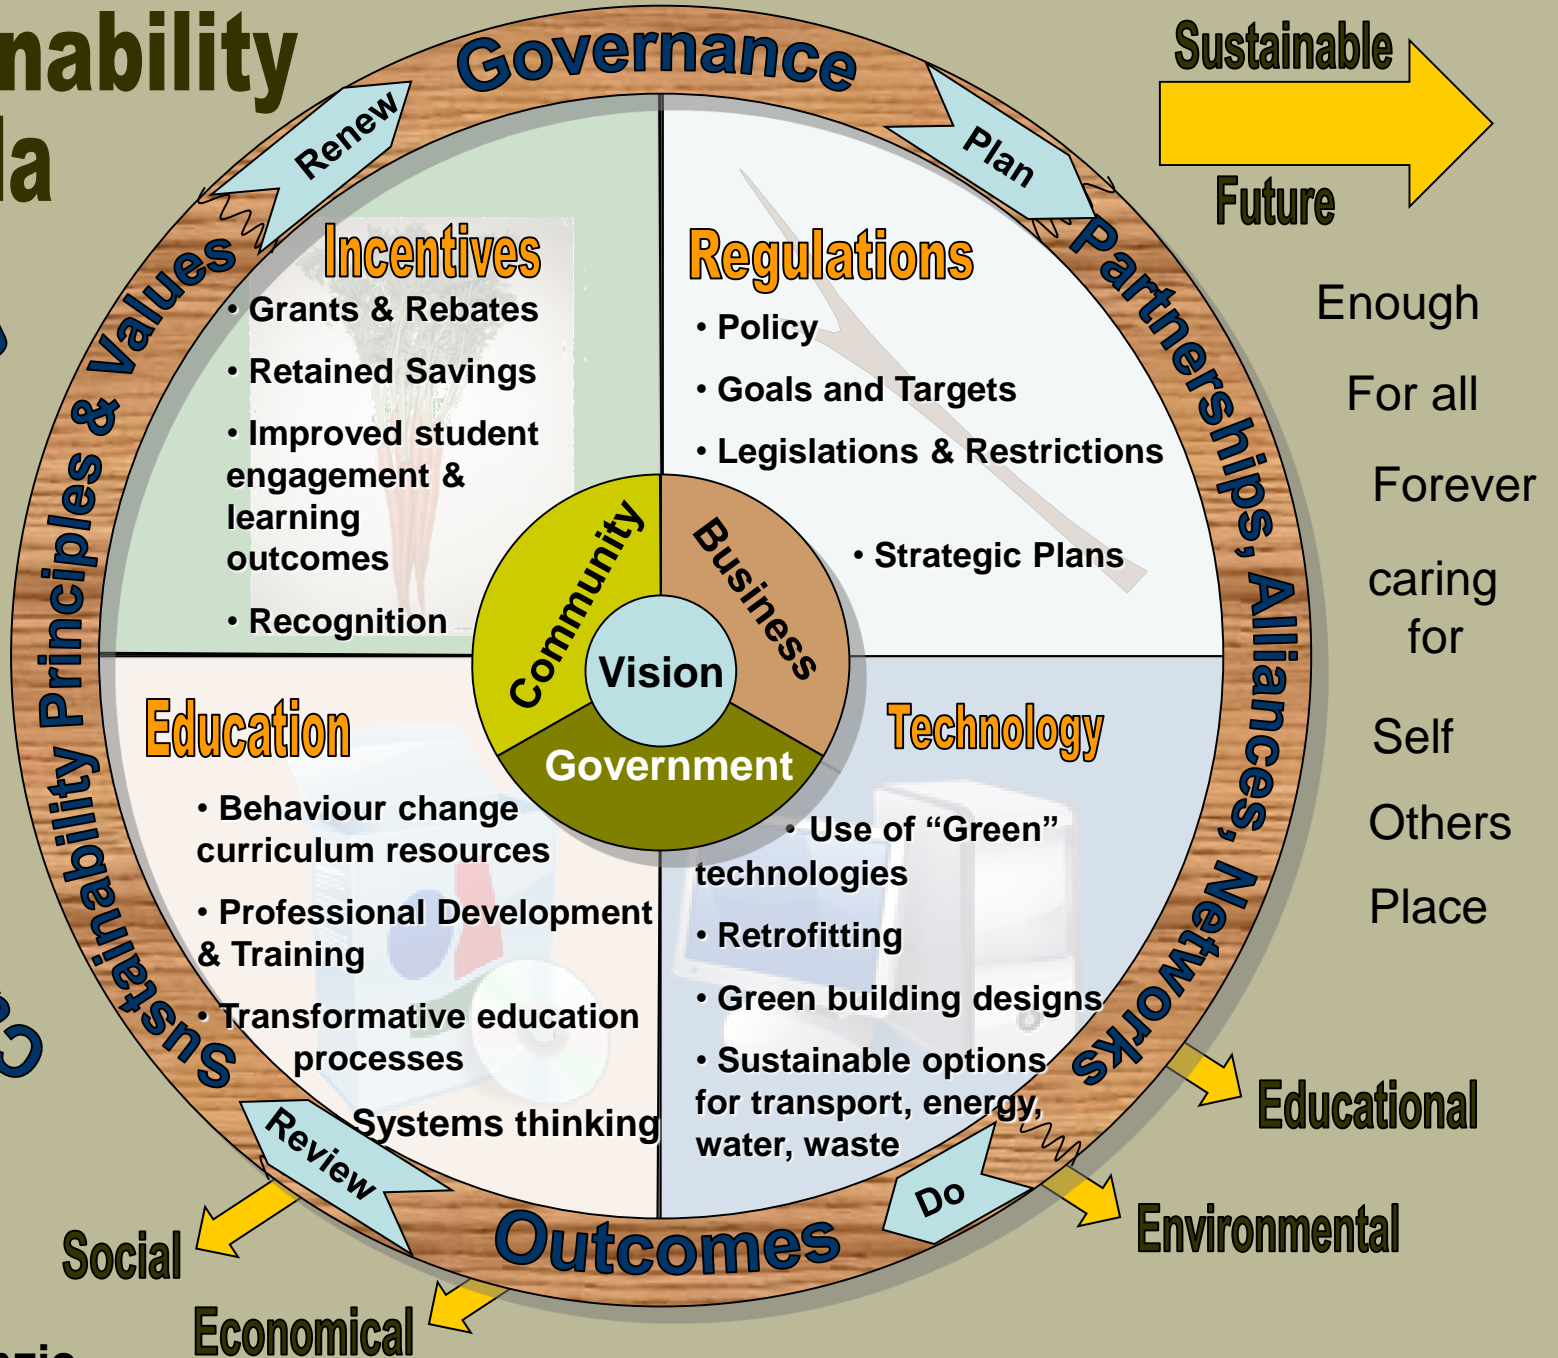 Governance
Renew
Plan
Sustainable
Future
Partnerships, Alliances, Networks
Sustainability Principles & Values
Incentives
• Grants & Rebates
• Retained Savings
• Improved student
engagement &
learning
outcomes
• Recognition
Regulations
• Policy
• Goals and Targets
• Legislations & Restrictions
• Strategic Plans
Enough
For all
Forever
caring
for
Self
Others
Place
Community
Business
Vision
Government
Education
• Behaviour change
curriculum resources
• Professional Development
& Training
• Transformative education
processes
Systems thinking
Technology
• Use of “Green”
technologies
• Retrofitting
• Green building designs
• Sustainable options
for transport, energy,
water, waste
Review
Do
Outcomes
Educational
Environmental
Social
Economical